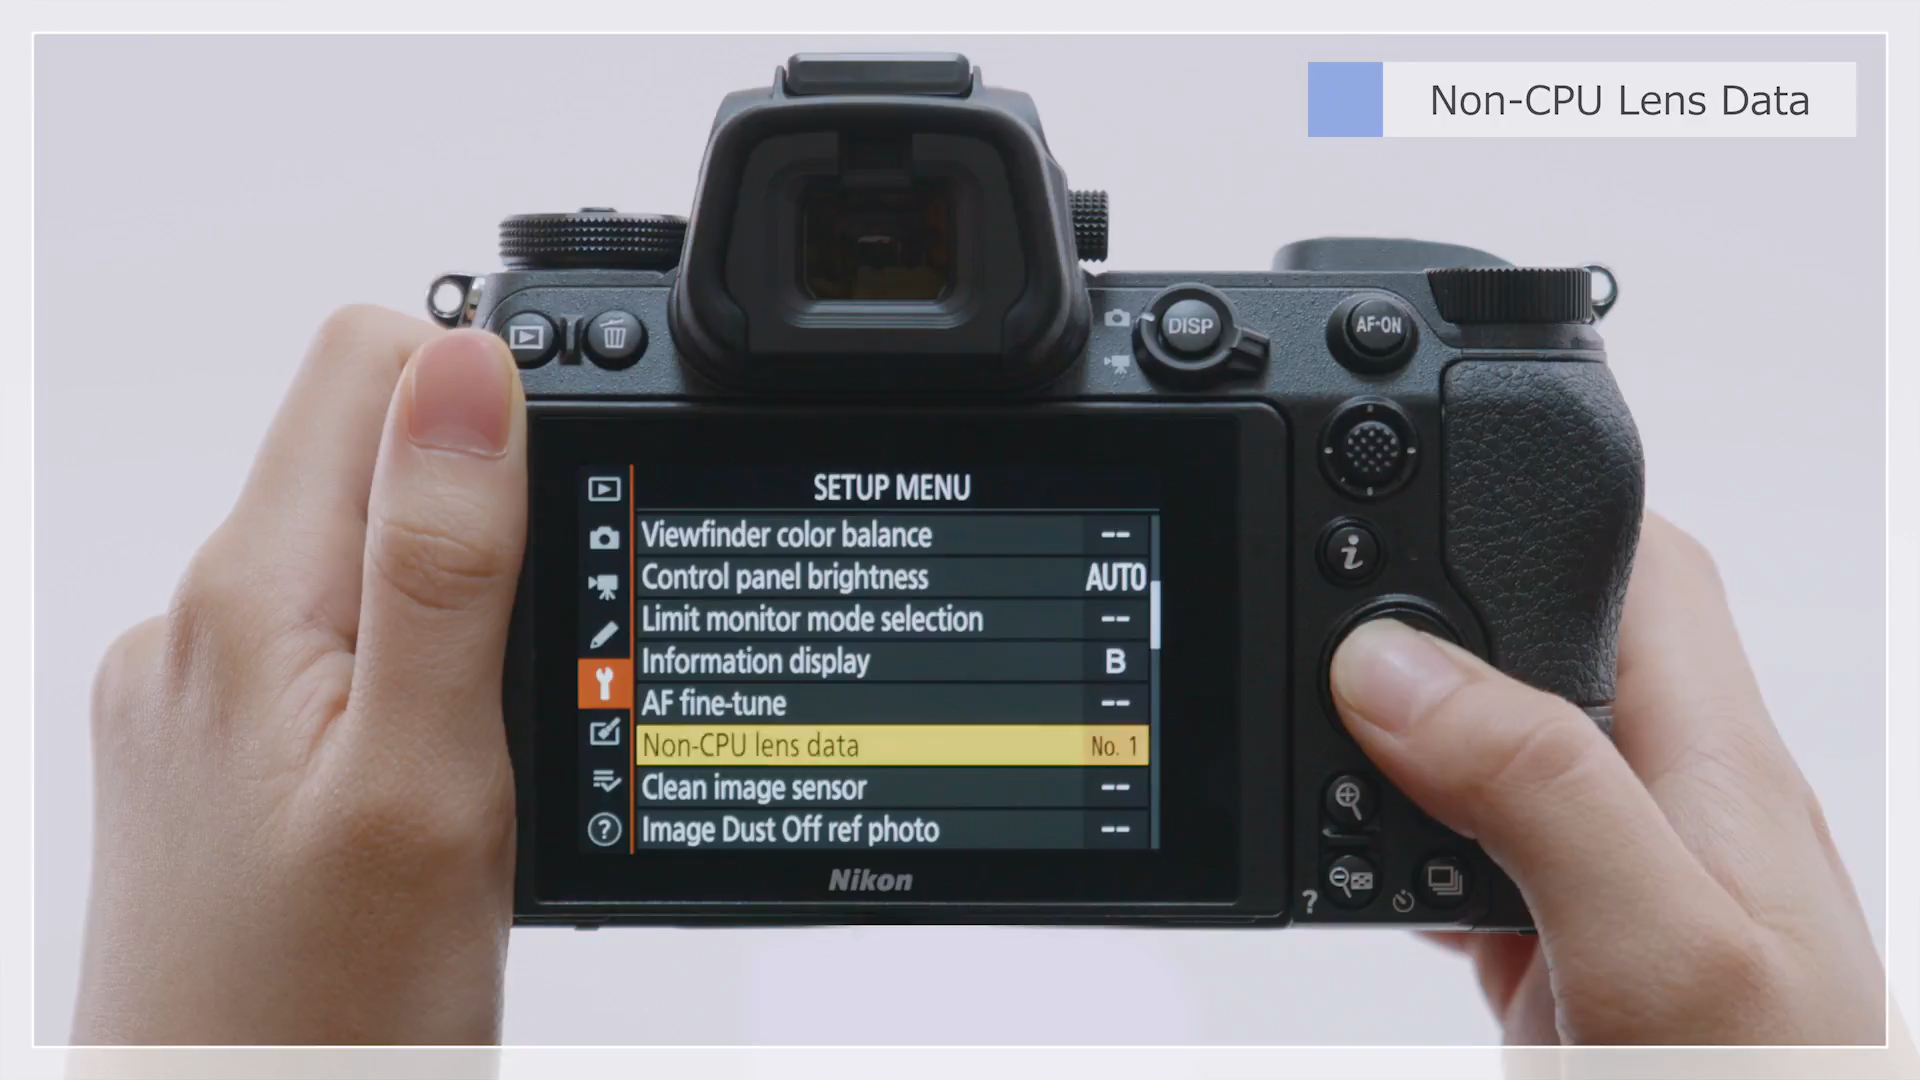 Non-CPU Lens Data
DISP
AF-ON
SETUP MENU
Viewfinder color balance --
Control panel brightness AUTO
Limit monitor mode selection --
Information display B
AF fine-tune --
Non-CPU lens data No. 1
Clean image sensor --
Image Dust Off ref photo --
Nikon
i
?
?